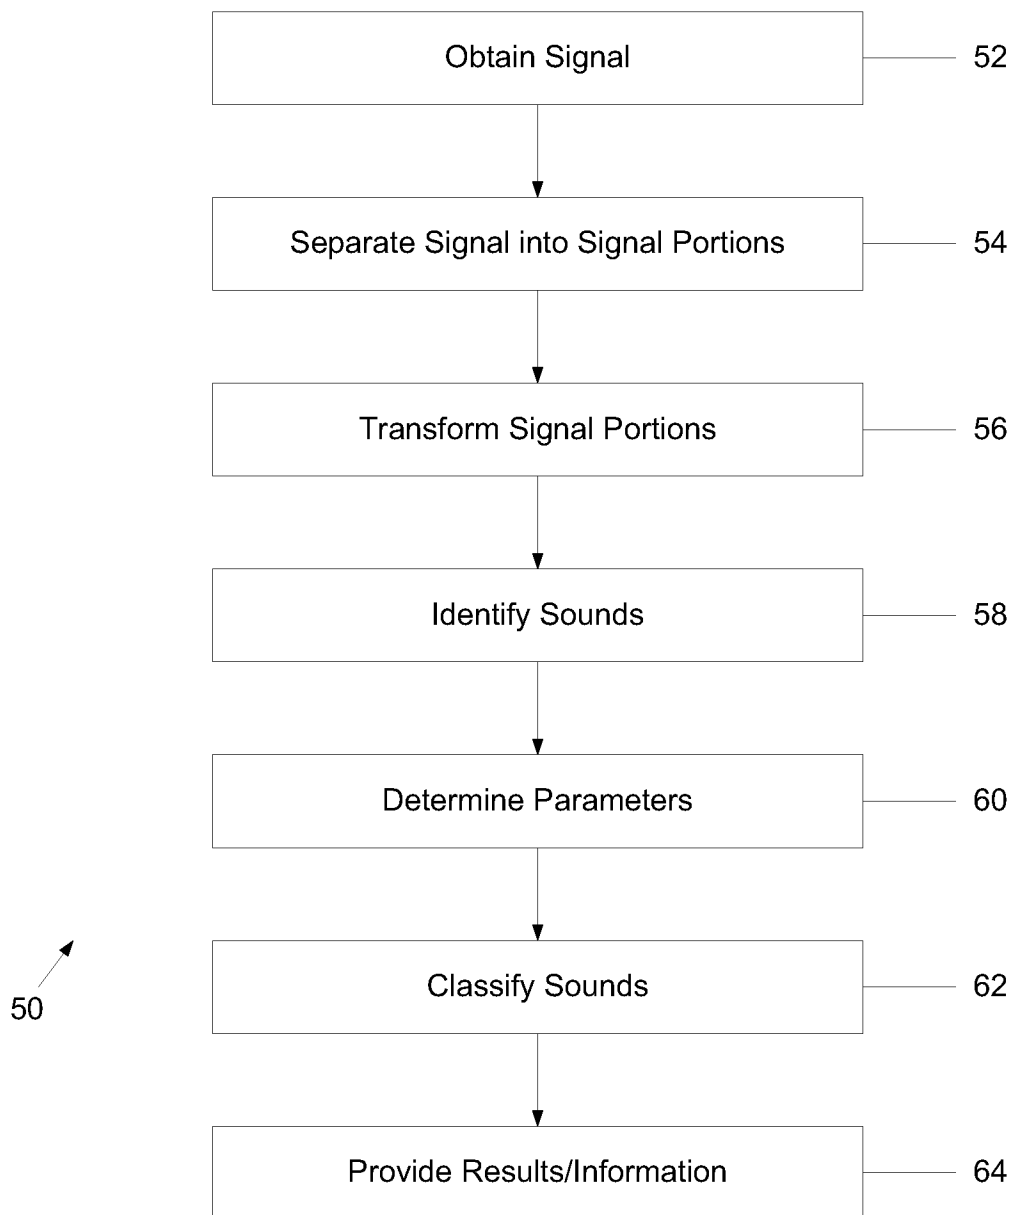 Obtain Signal 52
Separate Signal into Signal Portions 54
Transform Signal Portions 56
Identify Sounds 58
Determine Parameters 60
Classify Sounds 62
50
Provide Results/Information 64